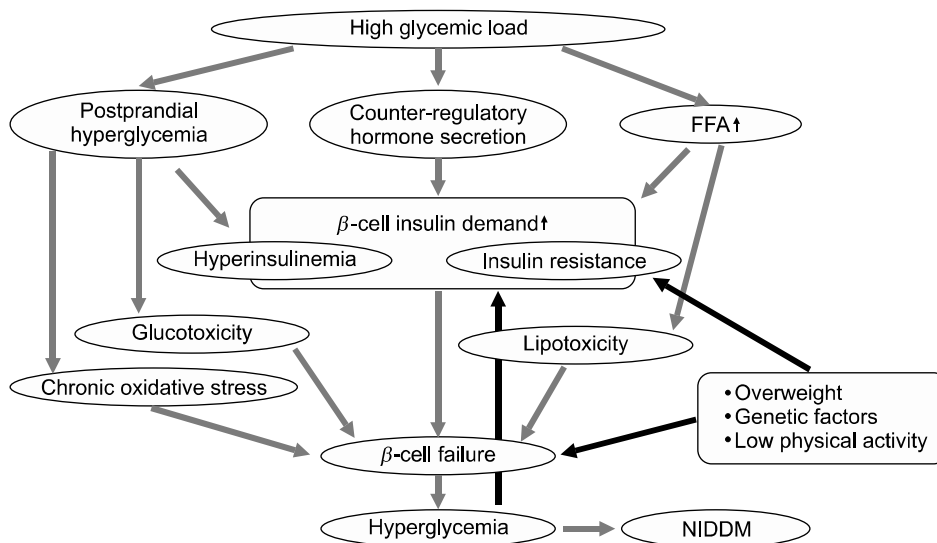 High glycemic load
Postprandial
hyperglycemia
Counter-regulatory
hormone secretion
FFA↑
β-cell insulin demand↑
Hyperinsulinemia
Insulin resistance
Glucotoxicity
Lipotoxicity
Chronic oxidative stress
•Overweight
•Genetic factors
•Low physical activity
β-cell failure
Hyperglycemia
NIDDM